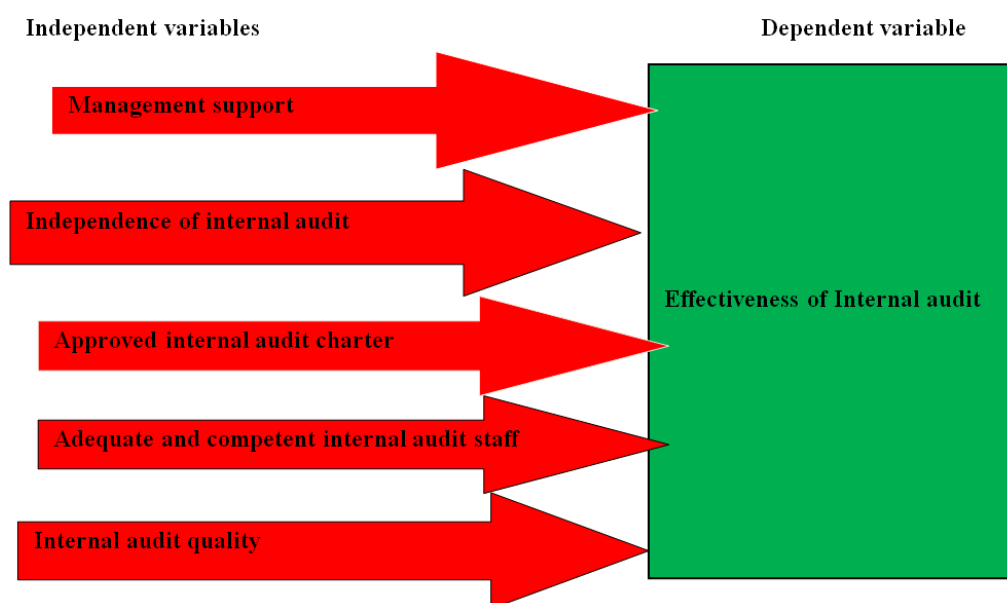 Independent variables
Dependent variable
Management support
Independence of internal audit
Effectiveness of Internal audit
Approved internal audit charter
Adequate and competent internal audit staff
Internal audit quality